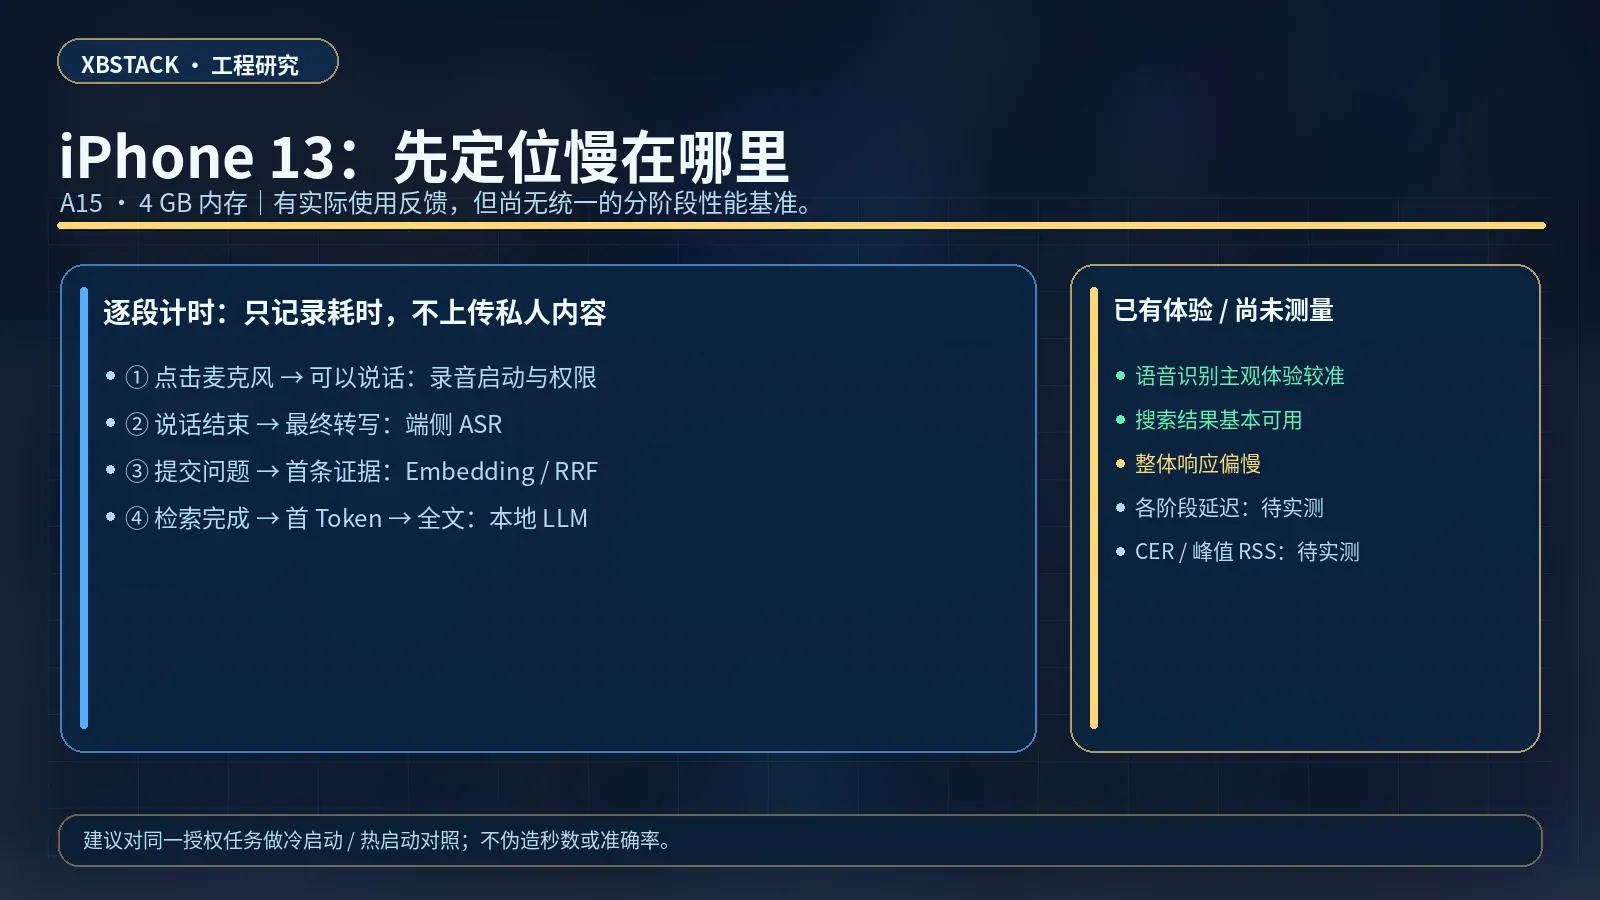 XBSTACK · 工程研究
iPhone 13：先定位慢在哪里
A15 · 4 GB 内存｜有实际使用反馈，但尚无统一的分阶段性能基准。
逐段计时：只记录耗时，不上传私人内容
• ① 点击麦克风 → 可以说话：录音启动与权限
• ② 说话结束 → 最终转写：端侧 ASR
• ③ 提交问题 → 首条证据：Embedding / RRF
• ④ 检索完成 → 首 Token → 全文：本地 LLM
已有体验 / 尚未测量
• 语音识别主观体验较准
• 搜索结果基本可用
• 整体响应偏慢
• 各阶段延迟：待实测
• CER / 峰值 RSS：待实测
建议对同一授权任务做冷启动 / 热启动对照；不伪造秒数或准确率。